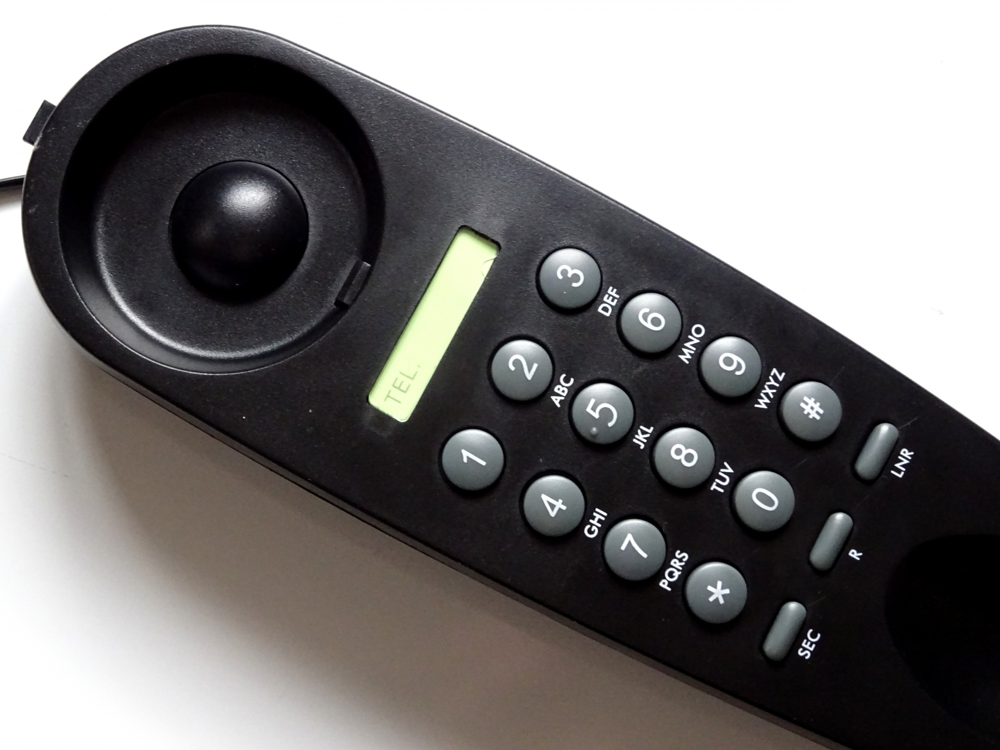 TEL.
1 2 3
ABC DEF
4 5 6
GHI JKL MNO
7 8 9
PQRS TUV WXYZ
* 0 #
SEC R LNR